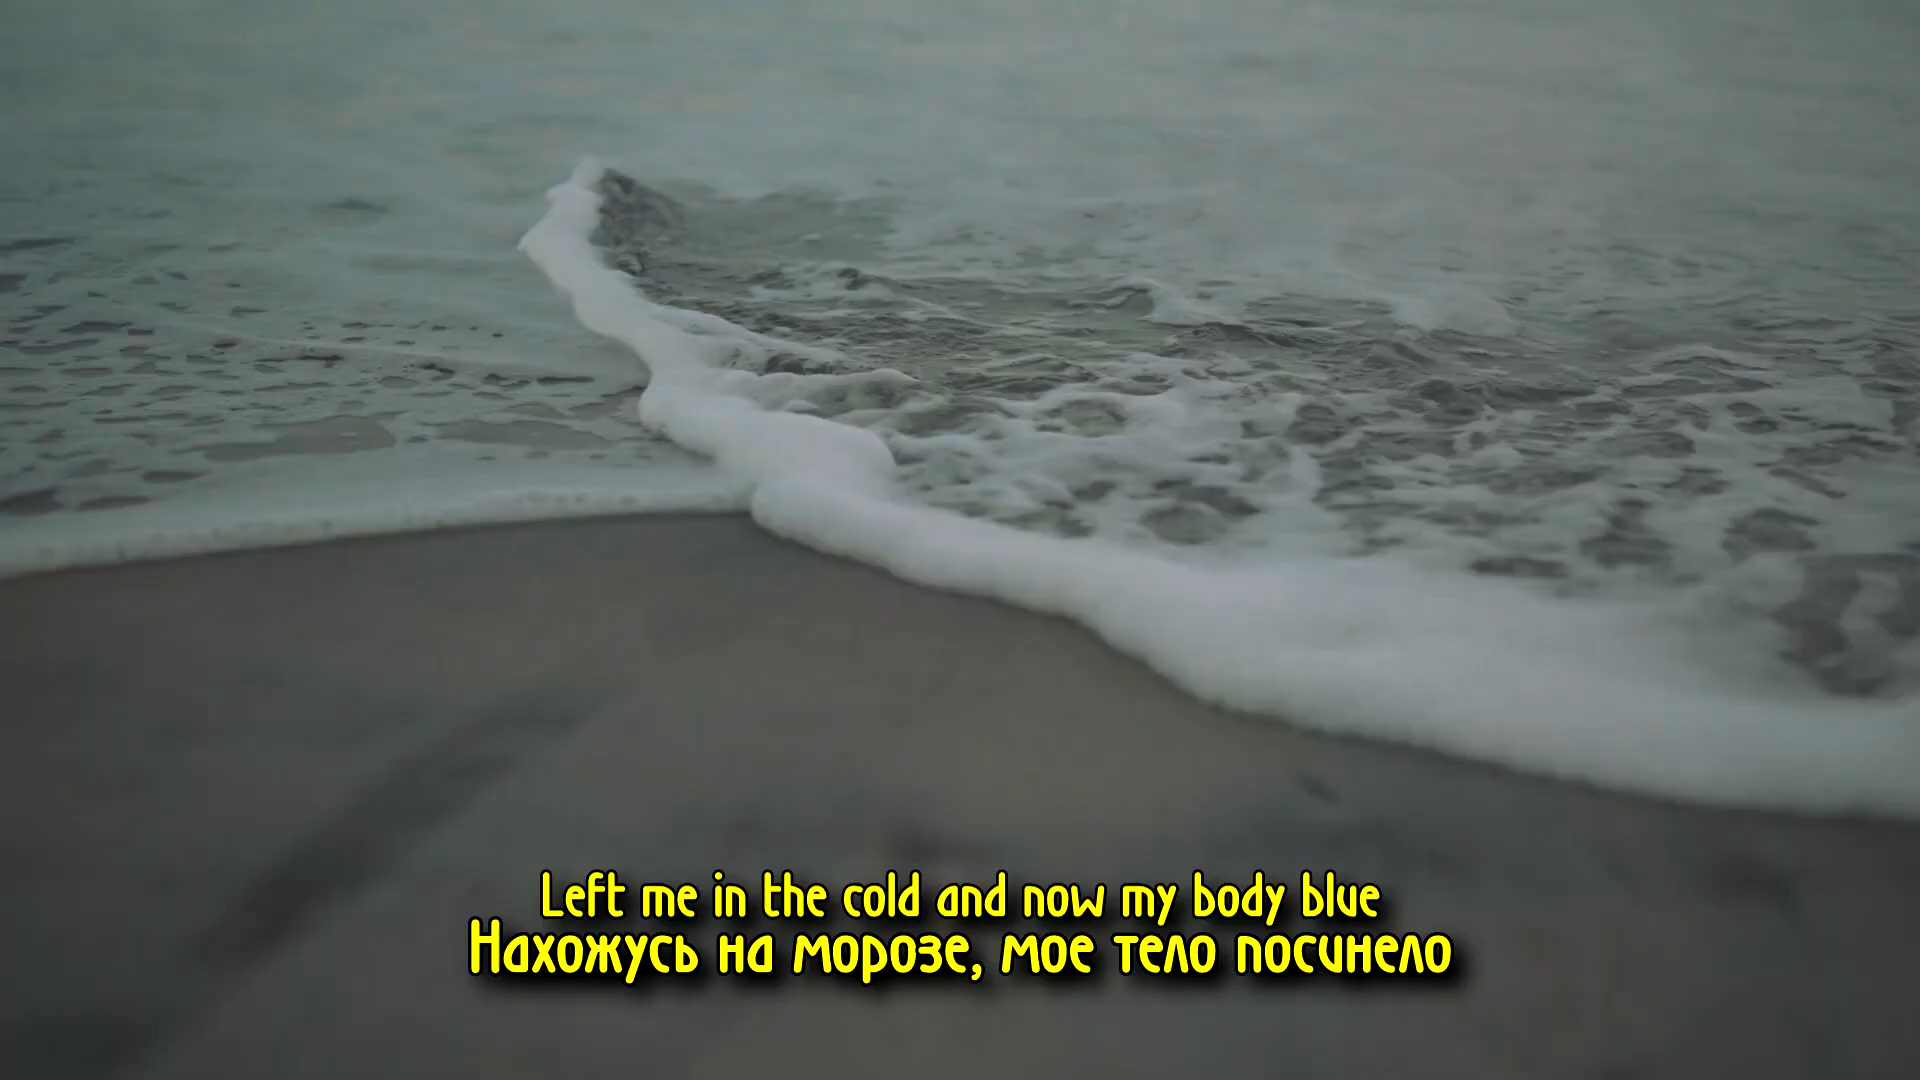 Left me in the cold and now my body blue
Нахожусь на морозе, мое тело посинело